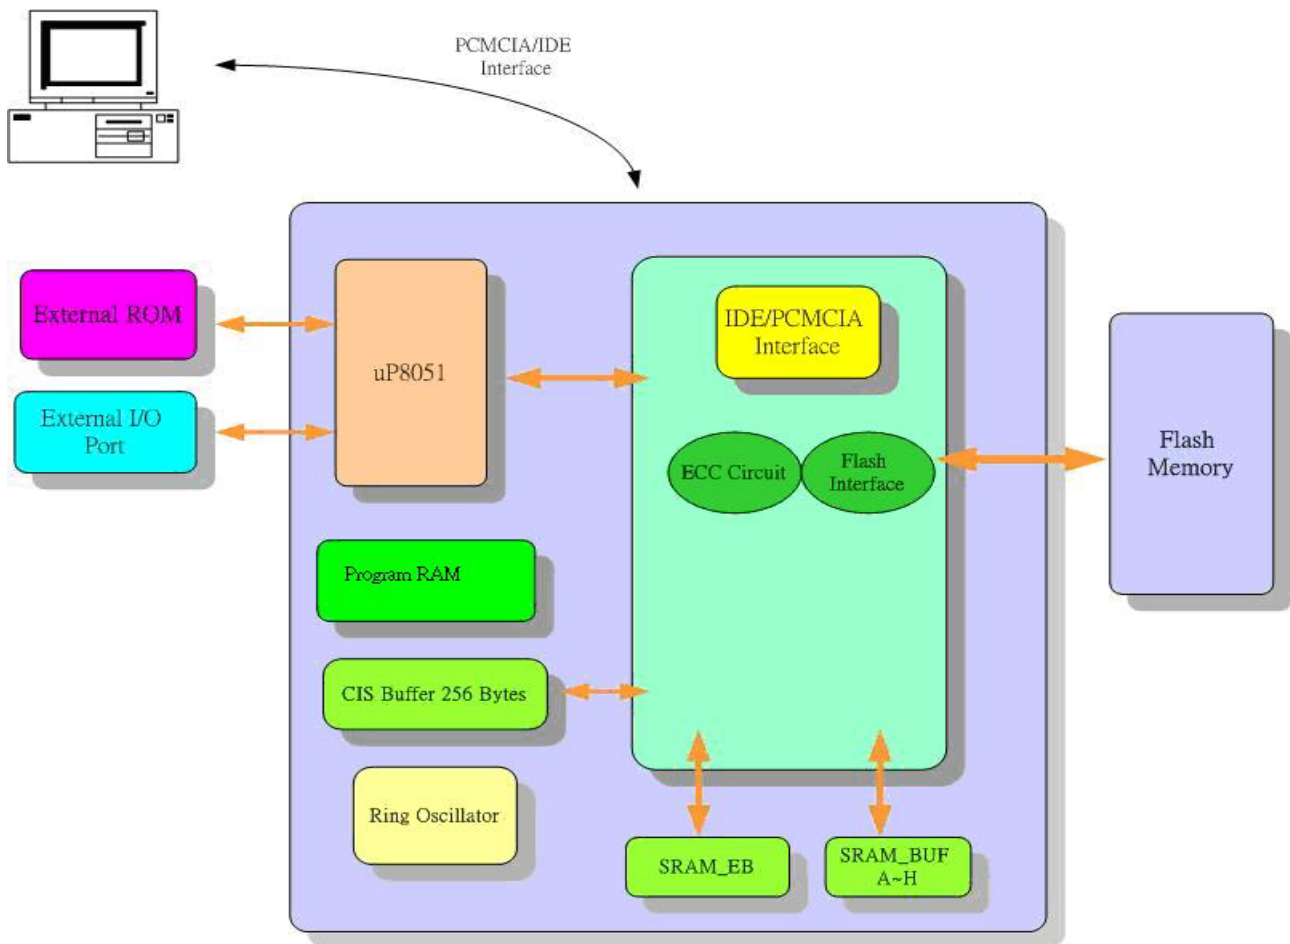 PCMCIA/IDE
Interface
External ROM
External I/O
Port
uP8051
IDE/PCMCIA
Interface
ECC Circuit
Flash
Interface
Flash
Memory
Program RAM
CIS Buffer 256 Bytes
Ring Oscillator
SRAM_EB
SRAM_BUF
A~H